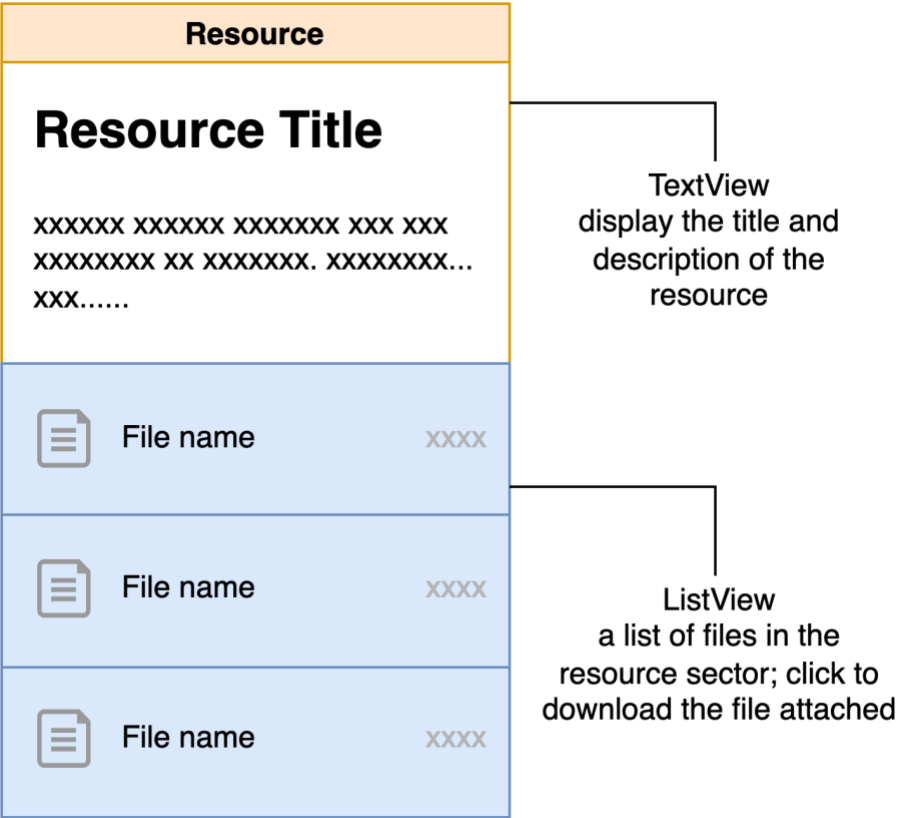 Resource
Resource Title
xxxxxx xxxxxx xxxxxxx xxx xxx
xxxxxxxx xx xxxxxxx. xxxxxxxx...
xxx......
TextView
display the title and
description of the
resource
File name xxxx
File name xxxx
ListView
a list of files in the
resource sector; click to
download the file attached
File name xxxx